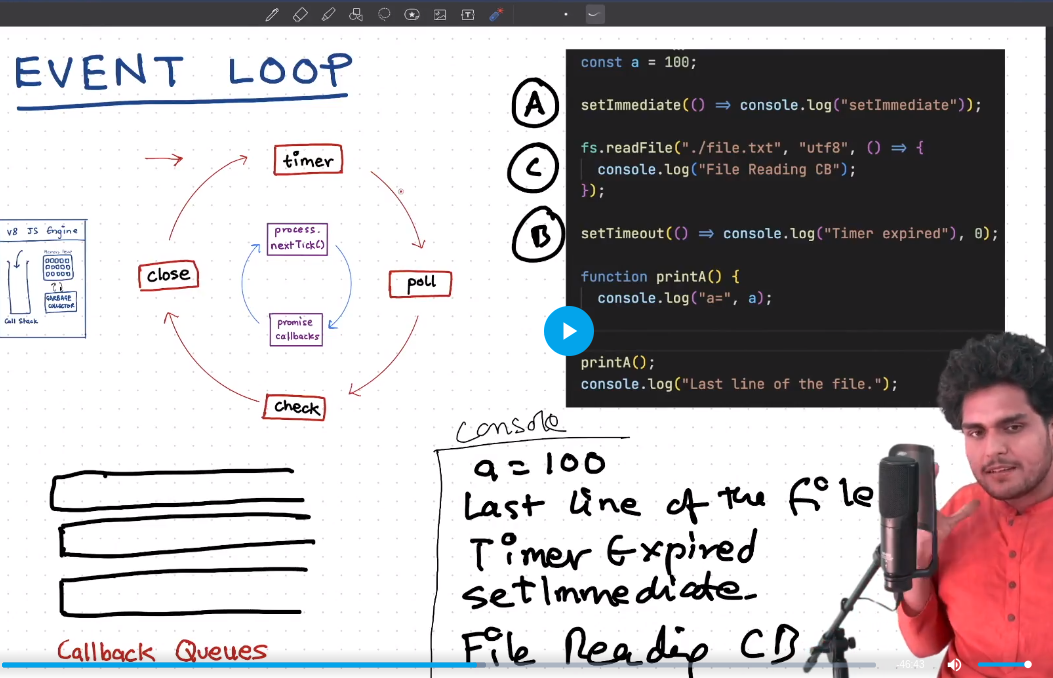 EVENT LOOP
timer
process.
nextTick()
poll
promise
callbacks
check
close
V8 JS Engine
Call Stack
GARBAGE
COLLECTOR
Callback Queues
A
C
B
const a = 100;
setImmediate(() => console.log("setImmediate"));
fs.readFile("./file.txt", "utf8", () => {
console.log("File Reading CB");
});
setTimeout(() => console.log("Timer expired"), 0);
function printA() {
console.log("a=", a);
printA();
console.log("Last line of the file.");
Console
a = 100
Last line of the file
Timer Expired
setImmediate
File Reading CB
-46:43